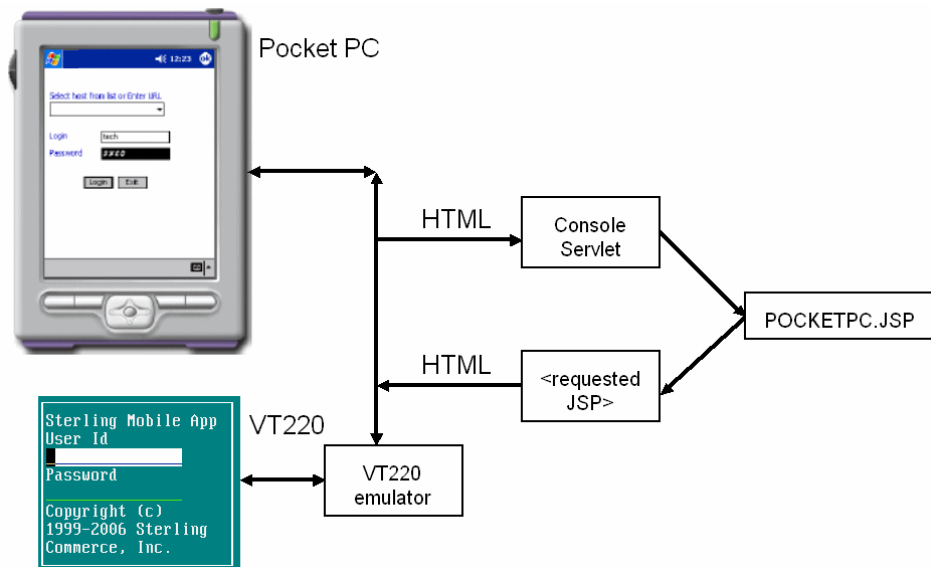 Pocket PC
12:23 ok
Select host from list or Enter URL
Login tech
Password
Login Exit
HTML
Console
Servlet
POCKETPC.JSP
HTML
<requested
JSP>
VT220
VT220
emulator
Sterling Mobile App
User Id
Password
Copyright (c)
1999-2006 Sterling
Commerce, Inc.